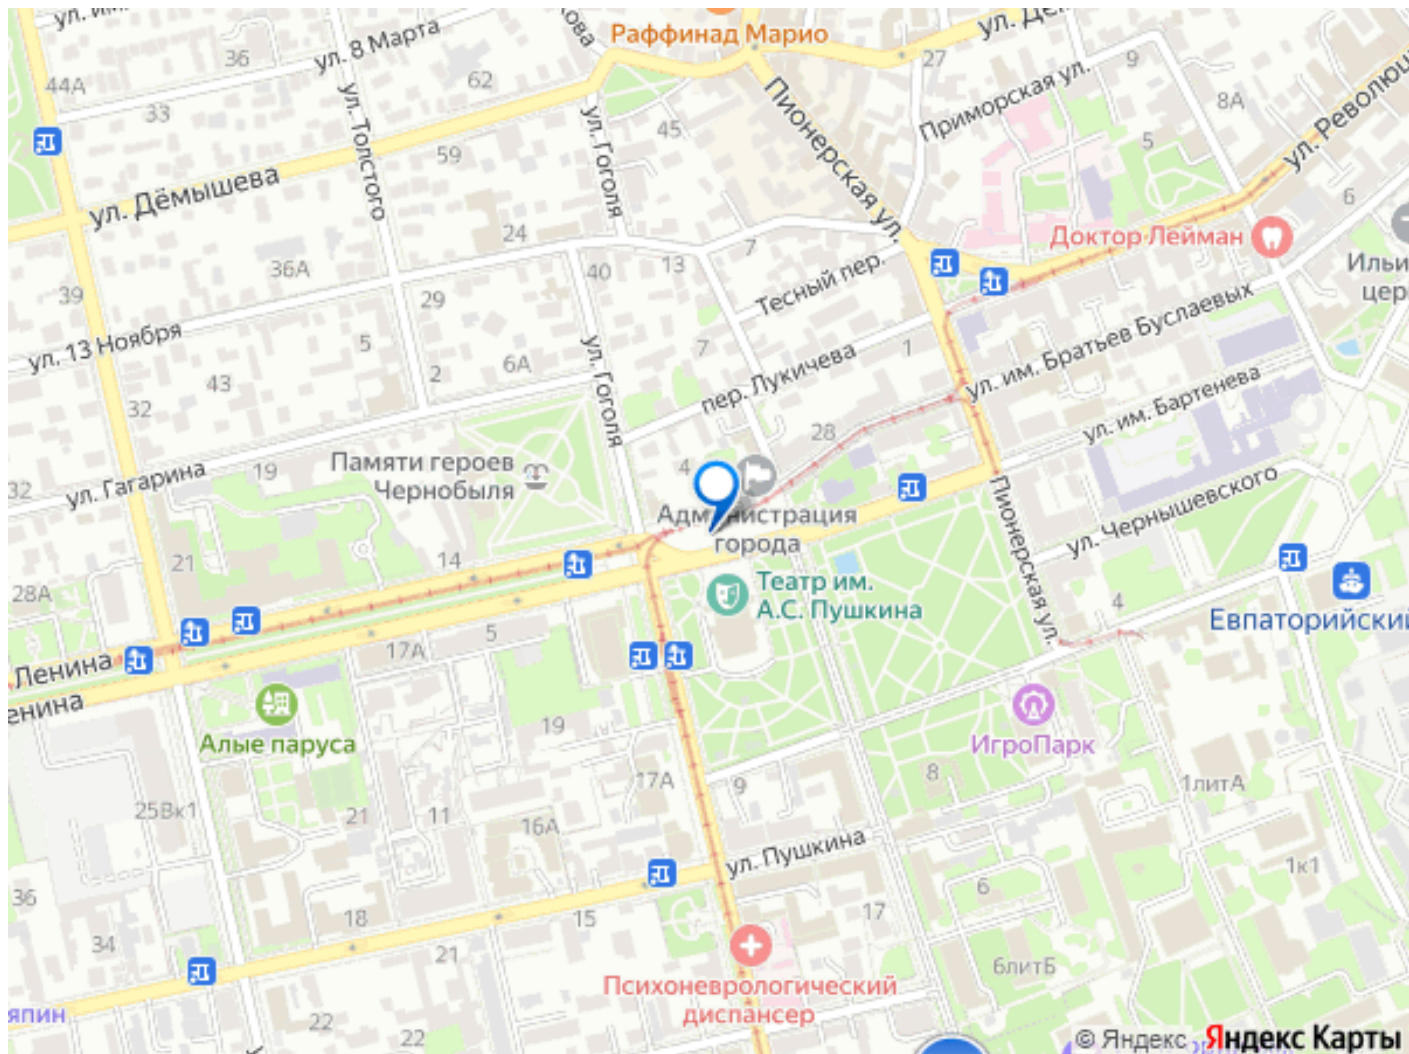 ул. 8 Марта
Раффинад Марио
36
44А
33
62
27
9
8А
Приморская ул.
ул. Толстого
ул. Гоголя
45
59
Пионерская ул.
5
ул. Дёмышева
24
7
Доктор Лейман
6
36А
40
13
Тесный пер.
39
29
ул. 13 Ноября
5
43
2
6А
ул. Гоголя
7
пер. Лукичева
1
ул. им. Братьев Буслаевых
ул. им. Бартенева
32
28
Памяти героев
Чернобыля
ул. Гагарина
19
32
4
Администрация
города
Пионерская ул.
ул. Чернышевского
21
14
28А
Театр им.
А.С. Пушкина
4
Евпаторийский
Ленина
17А
5
Алые паруса
19
ИгроПарк
17А
9
8
1литА
25Вк1
21
11
16А
ул. Пушкина
1к1
36
18
15
17
6
34
21
6литБ
Психоневрологический
диспансер
22
22
© Яндекс Яндекс Карты